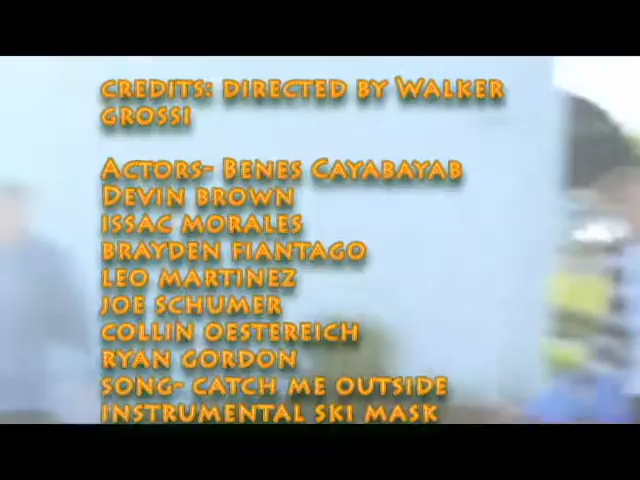 CREDITS: DIRECTED BY WALKER
GROSSI
ACTORS- BENES CAYABAYAB
DEVIN BROWN
ISSAC MORALES
BRAYDEN FIANTAGO
LEO MARTINEZ
JOE SCHUMER
COLLIN OESTEREICH
RYAN GORDON
SONG- CATCH ME OUTSIDE
INSTRUMENTAL SKI MASK